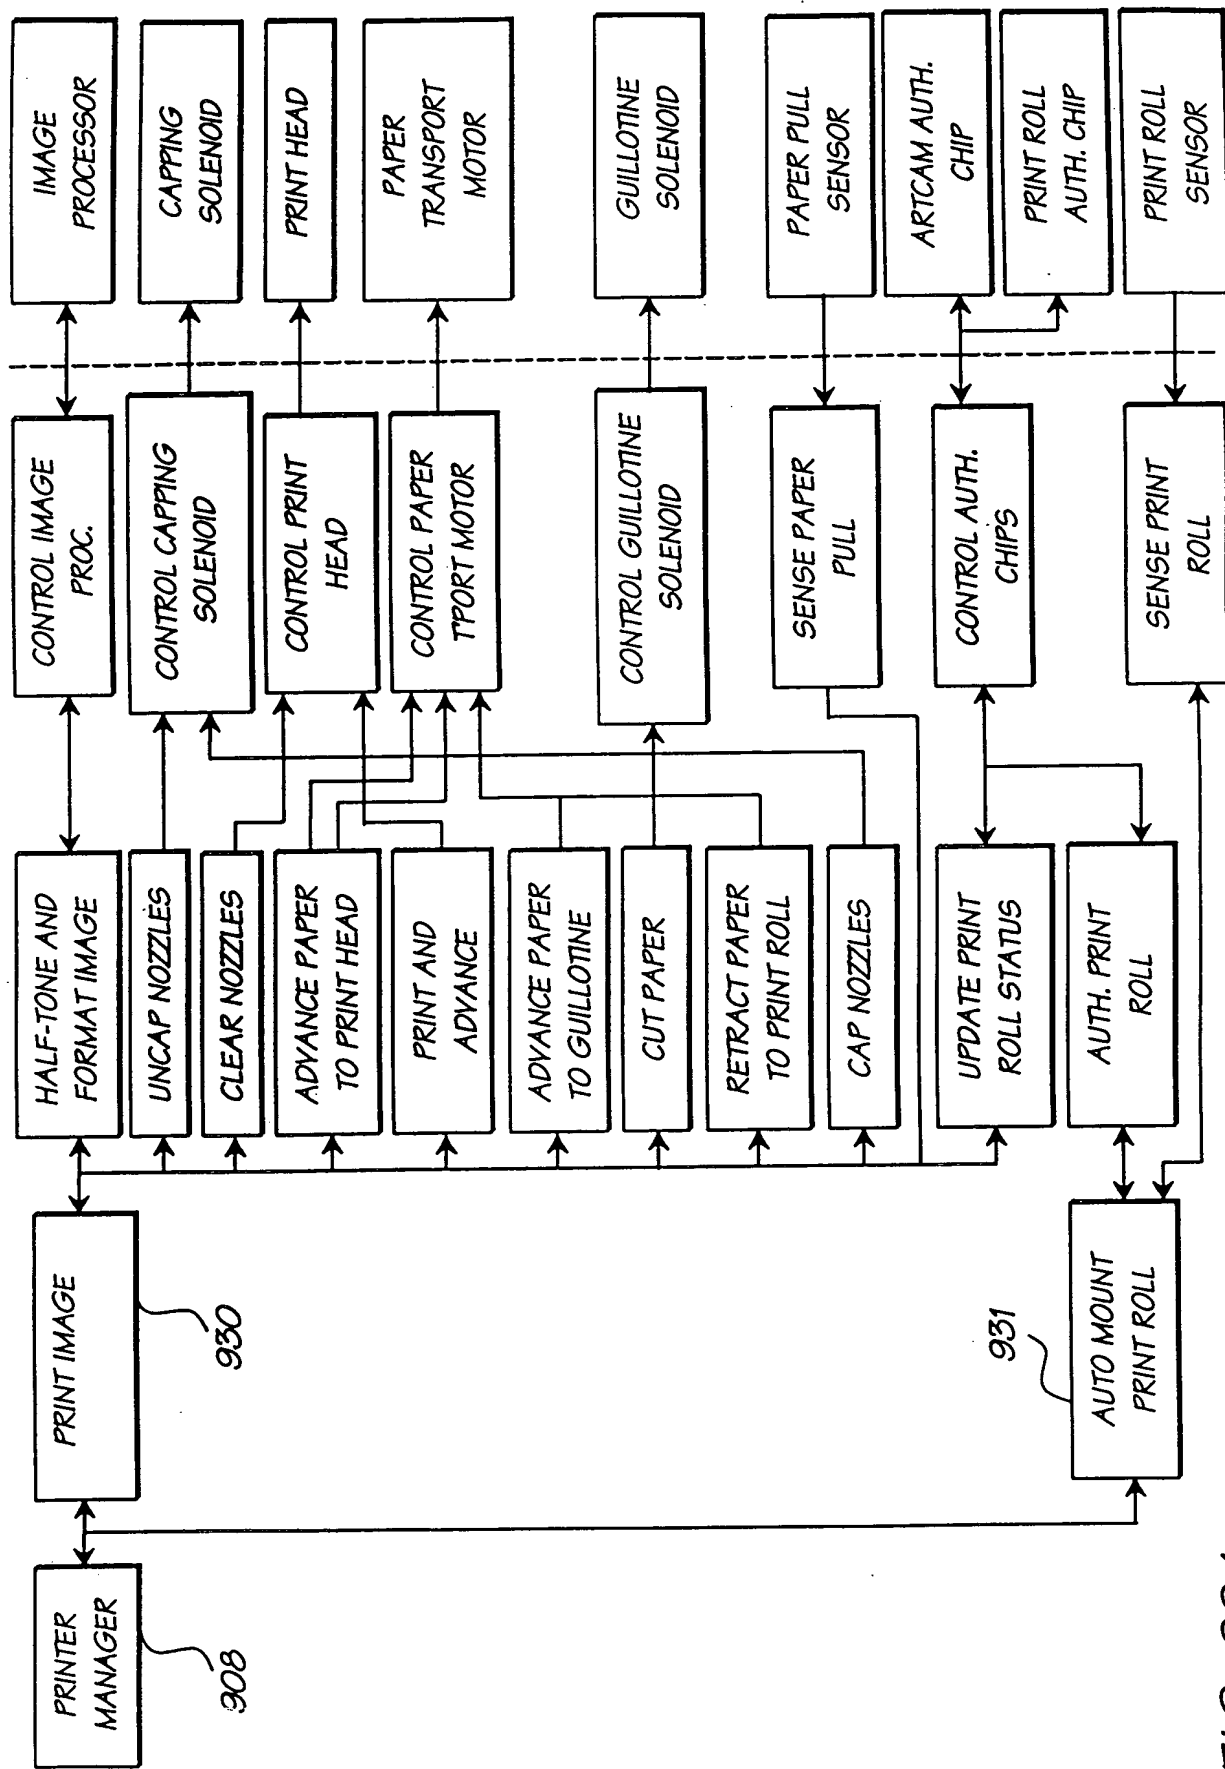 PRINTER
MANAGER
908
PRINT IMAGE
930
AUTO MOUNT
PRINT ROLL
931
HALF-TONE AND
FORMAT IMAGE
UNCAP NOZZLES
CLEAR NOZZLES
ADVANCE PAPER
TO PRINT HEAD
PRINT AND
ADVANCE
ADVANCE PAPER
TO GUILLOTINE
CUT PAPER
RETRACT PAPER
TO PRINT ROLL
CAP NOZZLES
UPDATE PRINT
ROLL STATUS
AUTH. PRINT
ROLL
CONTROL IMAGE
PROC.
CONTROL CAPPING
SOLENOID
CONTROL PRINT
HEAD
CONTROL PAPER
TPORT MOTOR
CONTROL GUILLOTINE
SOLENOID
SENSE PAPER
PULL
CONTROL AUTH.
CHIPS
SENSE PRINT
ROLL
IMAGE
PROCESSOR
CAPPING
SOLENOID
PRINT HEAD
PAPER
TRANSPORT
MOTOR
GUILOTINE
SOLENOID
PAPER PULL
SENSOR
ARTCAM AUTH.
CHIP
PRINT ROLL
AUTH. CHIP
PRINT ROLL
SENSOR